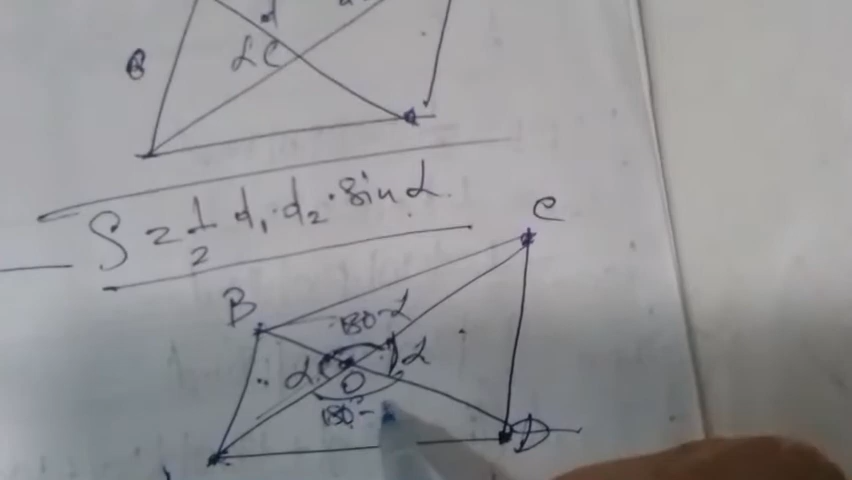 α
S = 1/2 d₁·d₂·sin α
C
B
180-α
α
α
O
180°-
D